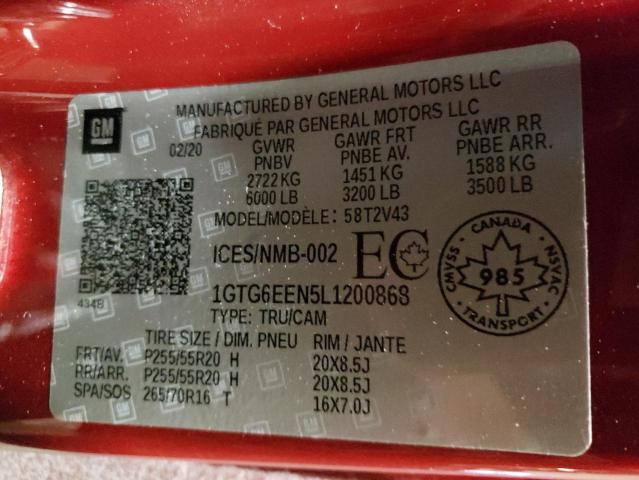 GM
MANUFACTURED BY GENERAL MOTORS LLC
FABRIQUÉ PAR GENERAL MOTORS LLC
02/20
GVWR GAWR FRT GAWR RR
PNBV PNBE AV. PNBE ARR.
2722 KG 1451 KG 1588 KG
6000 LB 3200 LB 3500 LB
MODEL/MODÈLE: 58T2V43
ICES/NMB-002 EC
CANADA
CMVSS 985 NSVAC
TRANSPORT
4348
1GTG6EEN5L1200868
TYPE: TRU/CAM
TIRE SIZE / DIM. PNEU RIM / JANTE
FRT/AV. P255/55R20 H 20X8.5J
RR/ARR. P255/55R20 H 20X8.5J
SPA/SOS 265/70R16 T 16X7.0J